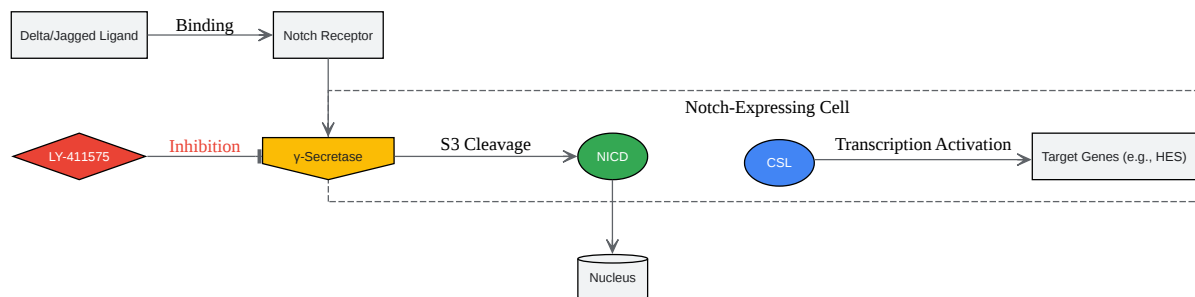 Delta/Jagged Ligand
Binding
Notch Receptor
Notch-Expressing Cell
LY-411575
Inhibition
γ-Secretase
S3 Cleavage
NICD
CSL
Transcription Activation
Target Genes (e.g., HES)
Nucleus